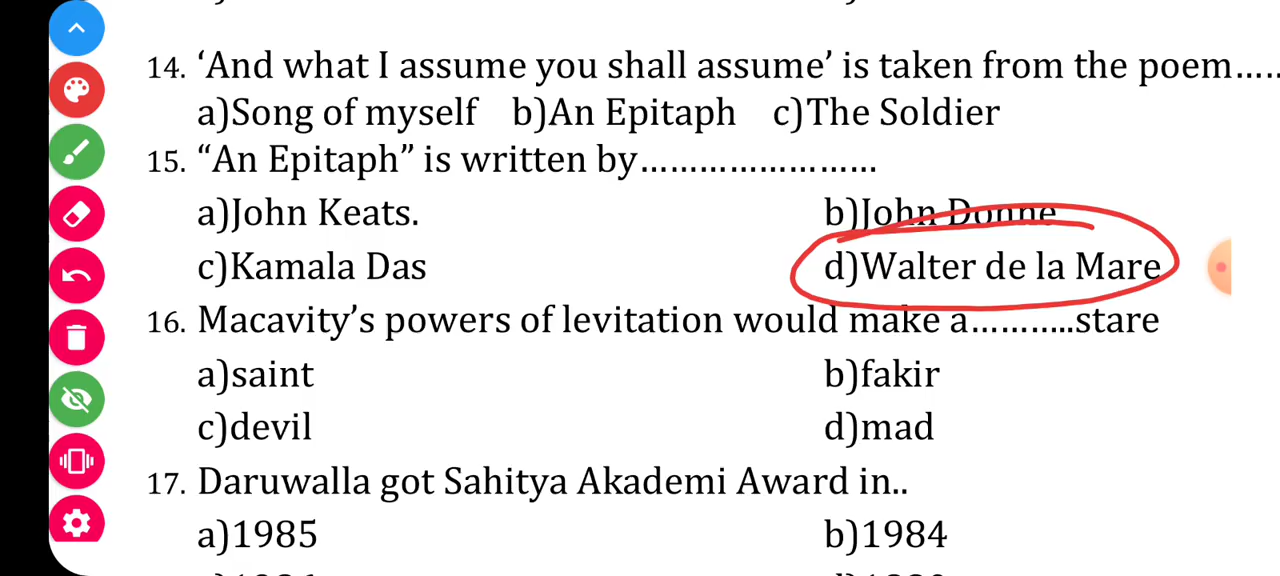 14. ‘And what I assume you shall assume’ is taken from the poem…..
a)Song of myself b)An Epitaph c)The Soldier
15. “An Epitaph” is written by……………………
a)John Keats. b)John Donne
c)Kamala Das d)Walter de la Mare
16. Macavity’s powers of levitation would make a………..stare
a)saint b)fakir
c)devil d)mad
17. Daruwalla got Sahitya Akademi Award in..
a)1985 b)1984